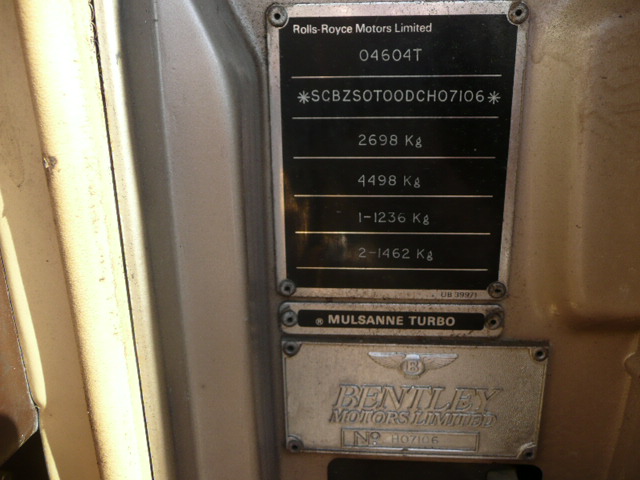 Rolls-Royce Motors Limited
04604T
*SCBZS0T00DCH07106*
2698 Kg
4498 Kg
1-1236 Kg
2-1462 Kg
® MULSANNE TURBO
B
BENTLEY
MOTORS LIMITED
No. H07106